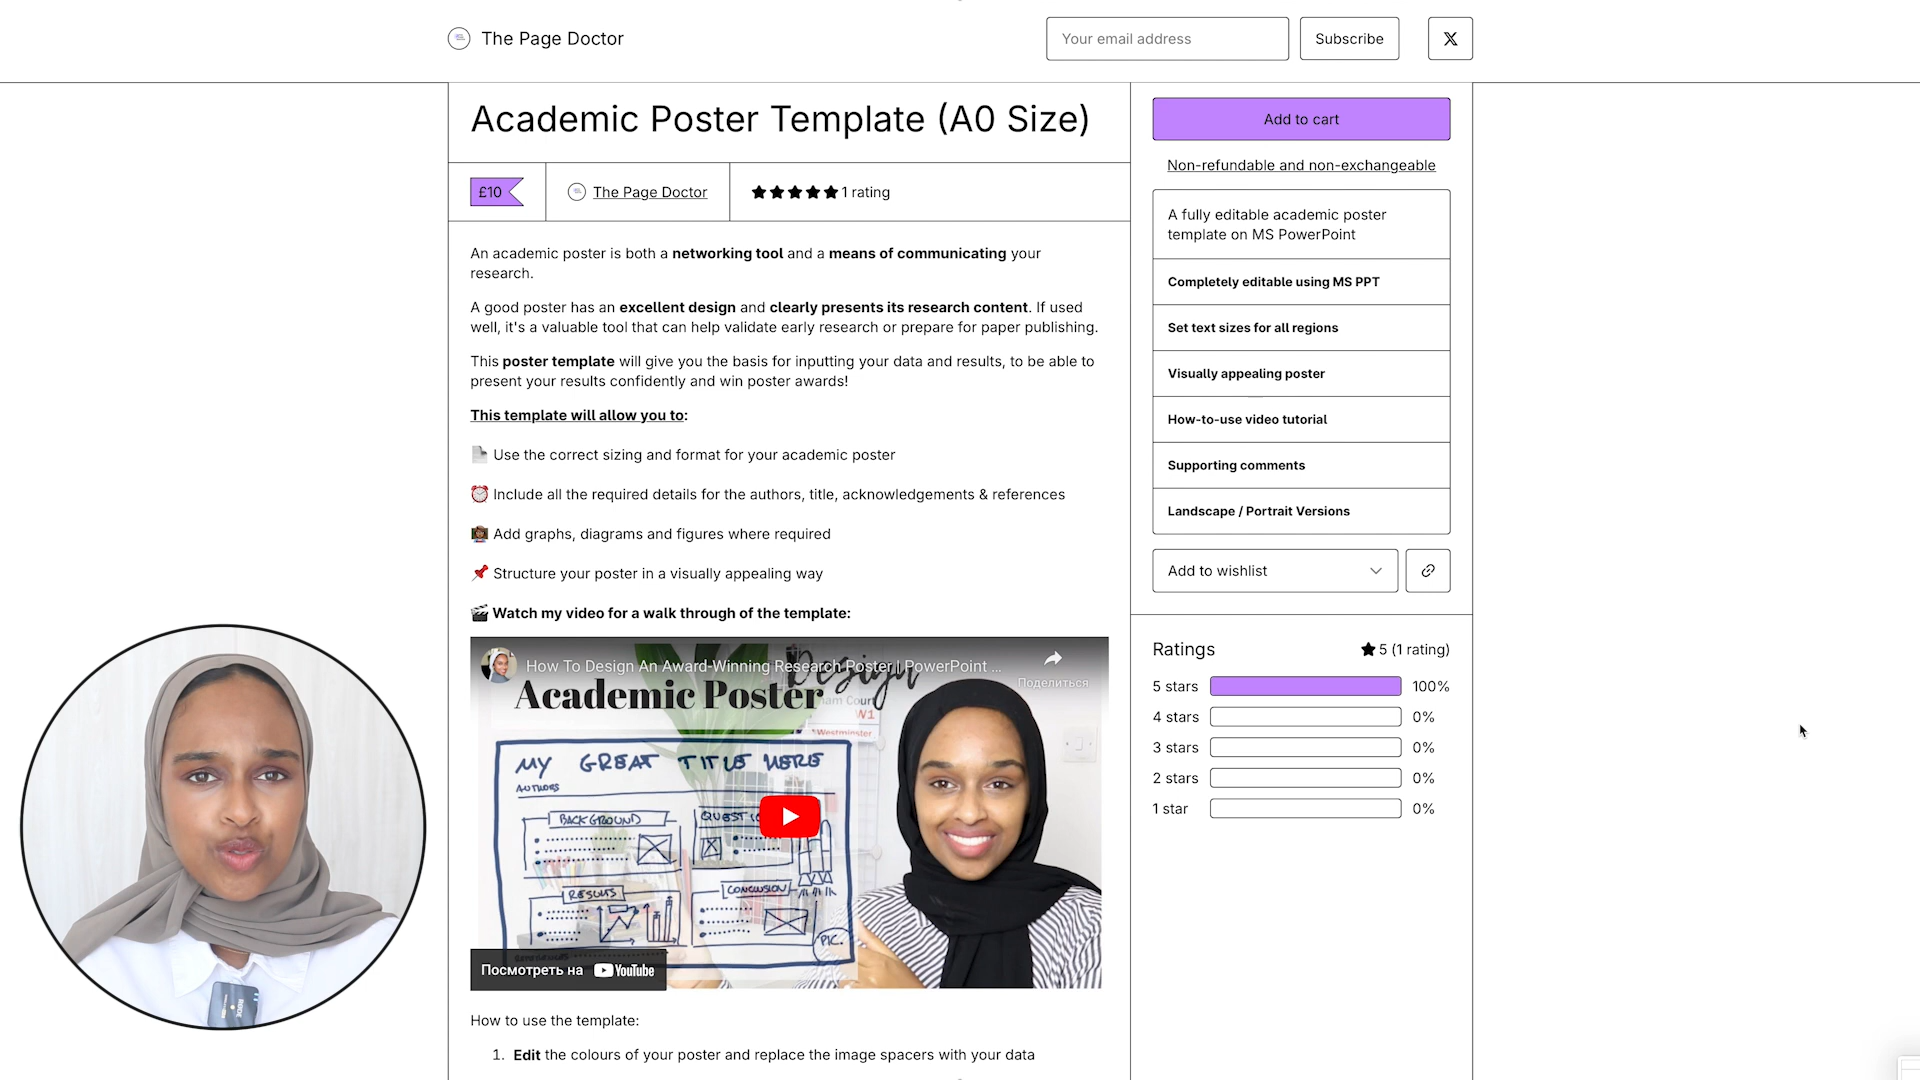 The Page Doctor
Your email address
Subscribe
Academic Poster Template (A0 Size)
£10
The Page Doctor
1 rating
An academic poster is both a networking tool and a means of communicating your
research.
A good poster has an excellent design and clearly presents its research content. If used
well, it's a valuable tool that can help validate early research or prepare for paper publishing.
This poster template will give you the basis for inputting your data and results, to be able to
present your results confidently and win poster awards!
This template will allow you to:
Use the correct sizing and format for your academic poster
Include all the required details for the authors, title, acknowledgements & references
Add graphs, diagrams and figures where required
Structure your poster in a visually appealing way
Watch my video for a walk through of the template:
How To Design An Award-Winning Research Poster | PowerPoint ...
Поделиться
Design
Academic Poster
W1
Westminster
MY GREAT TITLE HERE
AUTHORS
BACKGROUND
RESULTS
CONCLUSION
PIC.
Посмотреть на YouTube
How to use the template:
1. Edit the colours of your poster and replace the image spacers with your data
Add to cart
Non-refundable and non-exchangeable
A fully editable academic poster
template on MS PowerPoint
Completely editable using MS PPT
Set text sizes for all regions
Visually appealing poster
How-to-use video tutorial
Supporting comments
Landscape / Portrait Versions
Add to wishlist
Ratings
5 (1 rating)
5 stars 100%
4 stars 0%
3 stars 0%
2 stars 0%
1 star 0%
RODE